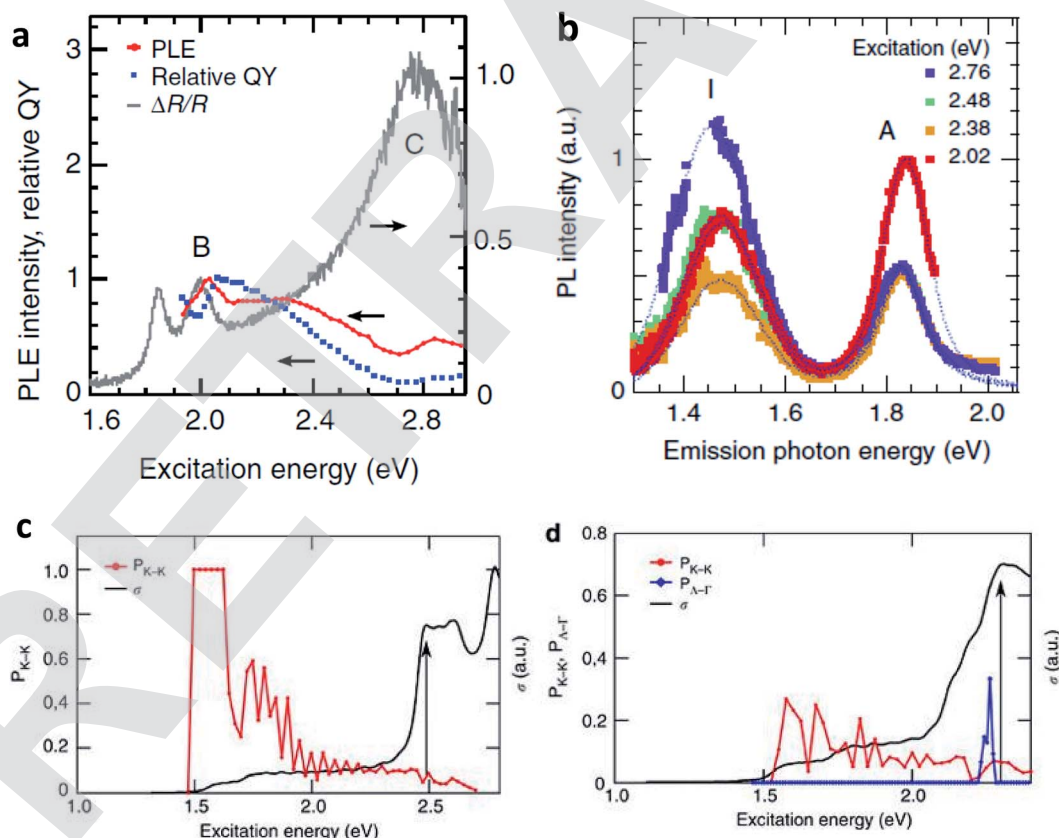 a
PLE
Relative QY
ΔR/R
PLE intensity, relative QY
3
2
1
0
1.0
0.5
0
B
C
1.6
2.0
2.4
2.8
Excitation energy (eV)
b
Excitation (eV)
2.76
2.48
2.38
2.02
I
A
PL intensity (a.u.)
1
0
1.4
1.6
1.8
2.0
Emission photon energy (eV)
c
P K–K
σ
P K–K
1.0
0.8
0.6
0.4
0.2
0
σ (a.u.)
1.0
1.5
2.0
2.5
Excitation energy (eV)
d
P K–K
P Λ–Γ
σ
P K–K, P Λ–Γ
0.8
0.6
0.4
0.2
0
σ (a.u.)
1.0
1.5
2.0
Excitation energy (eV)
RETRA